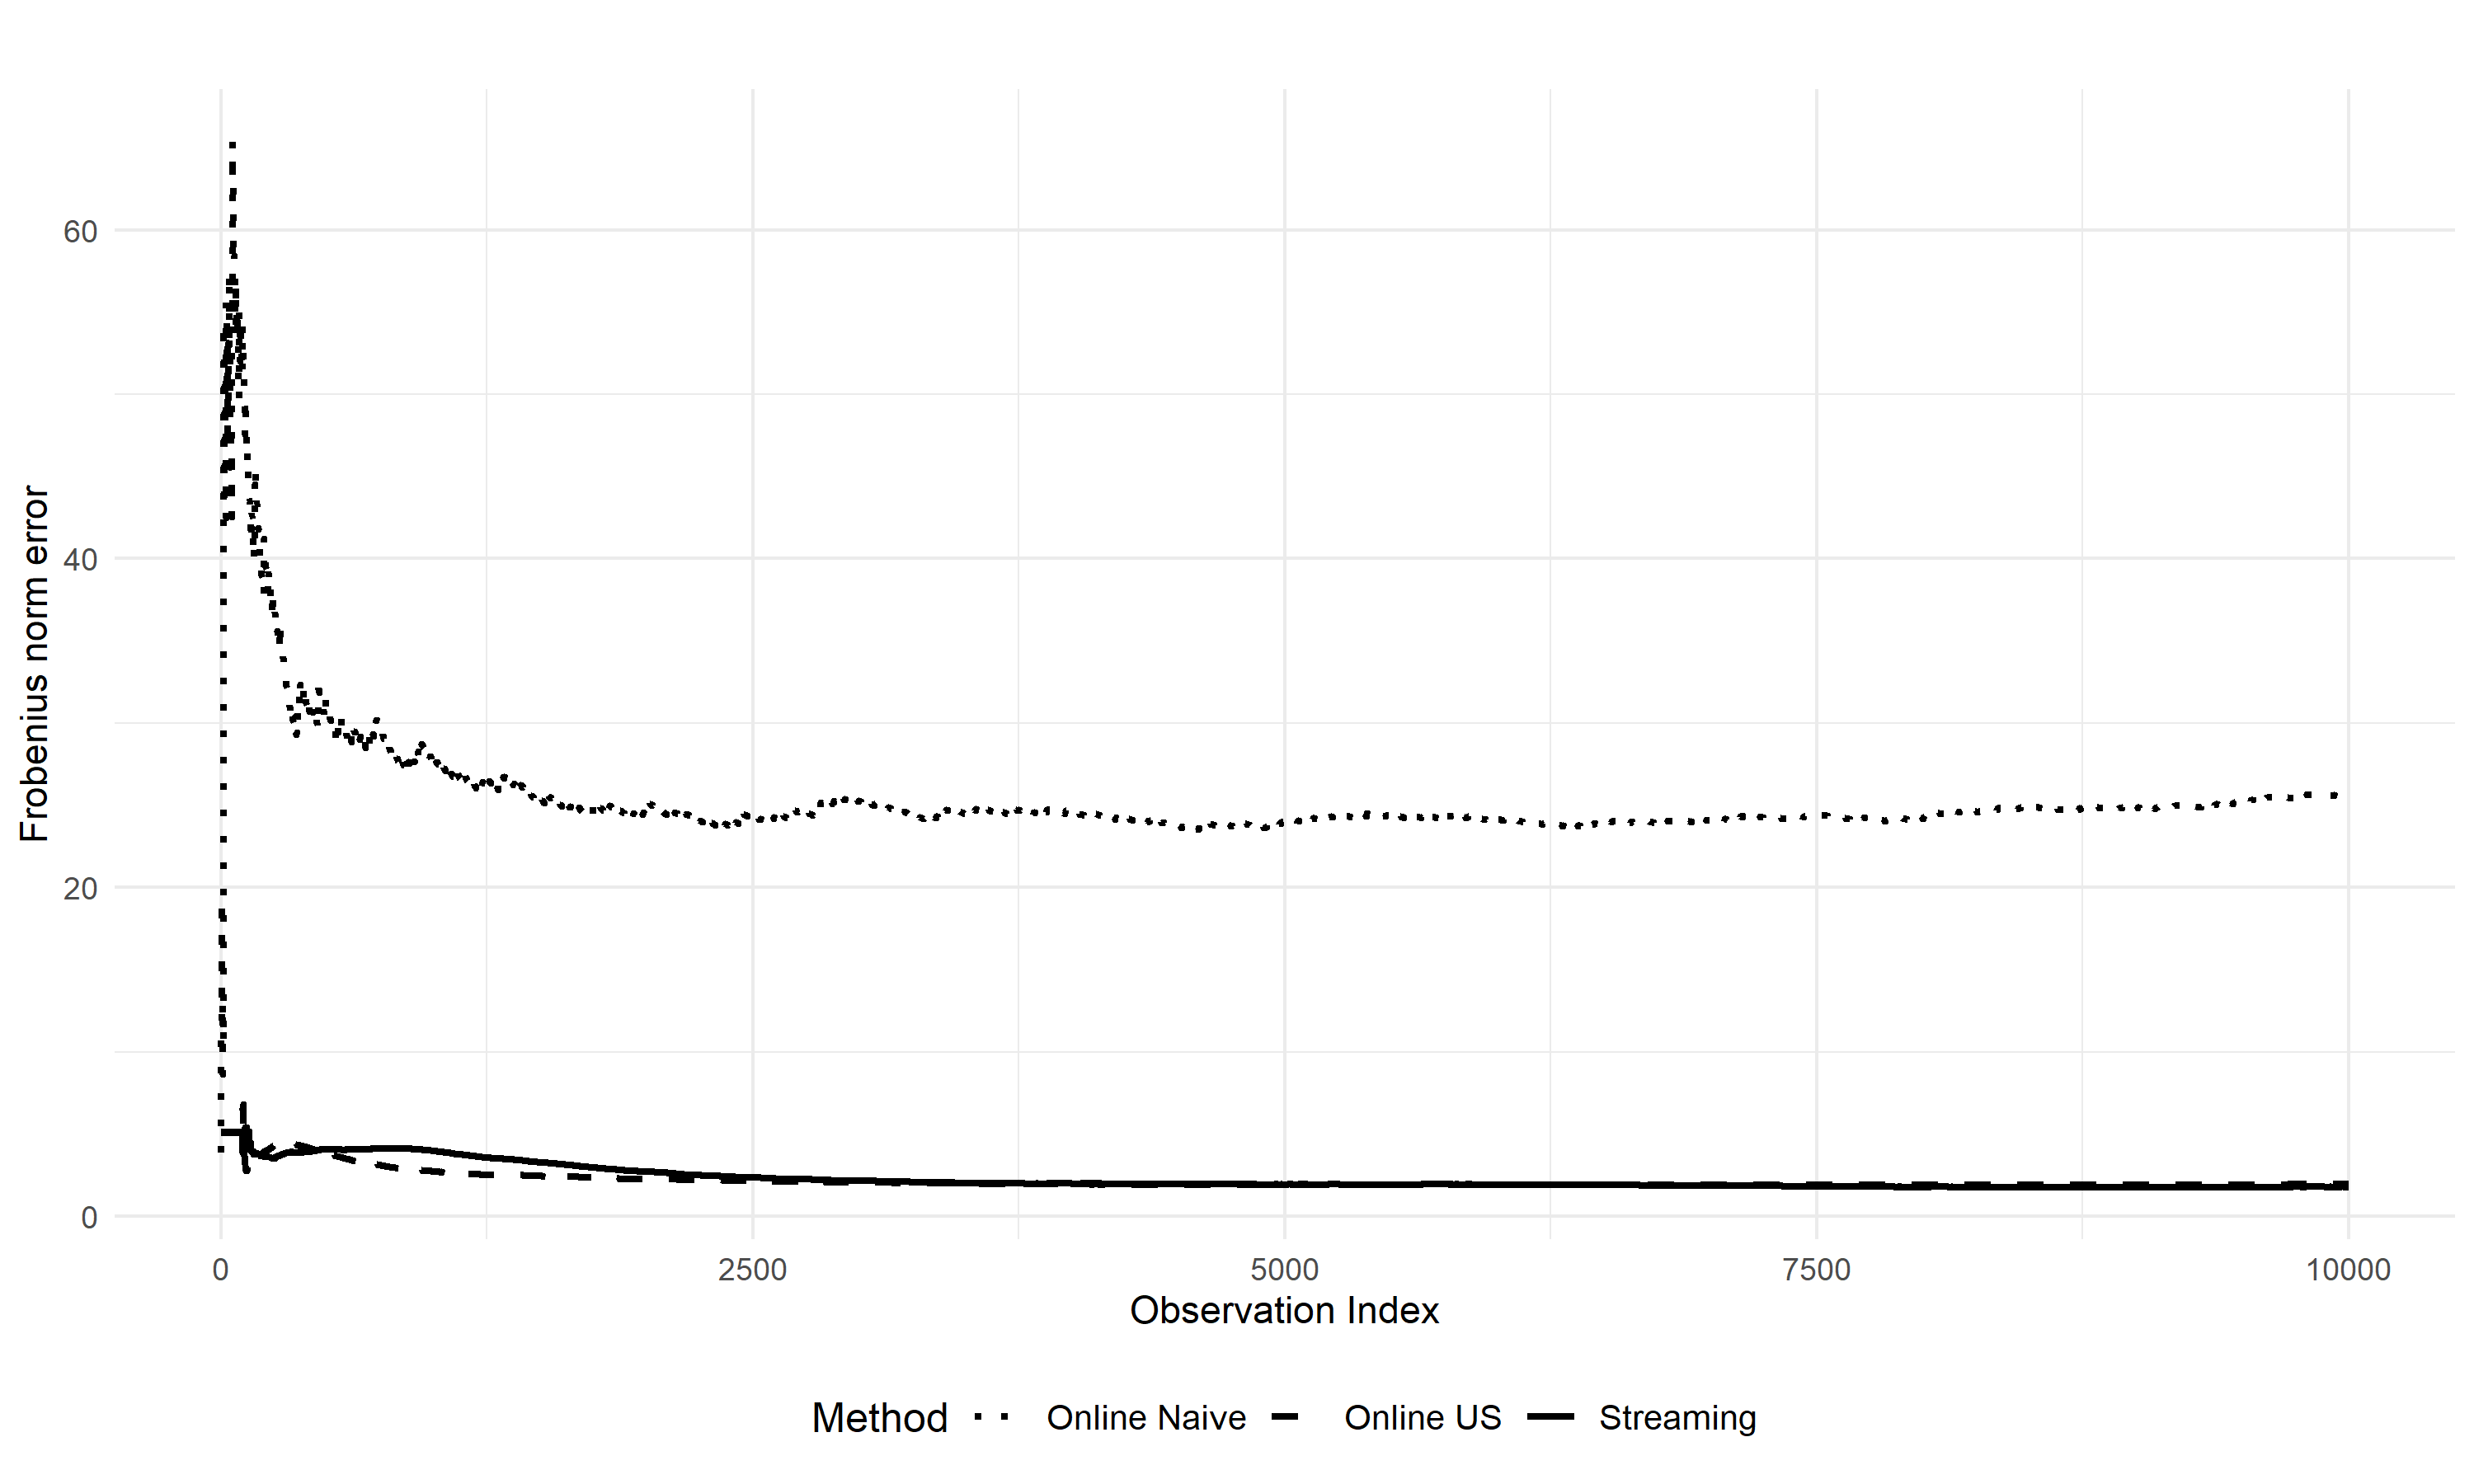 Frobenius norm error
60
40
20
0
0 2500 5000 7500 10000
Observation Index
Method Online Naive Online US Streaming